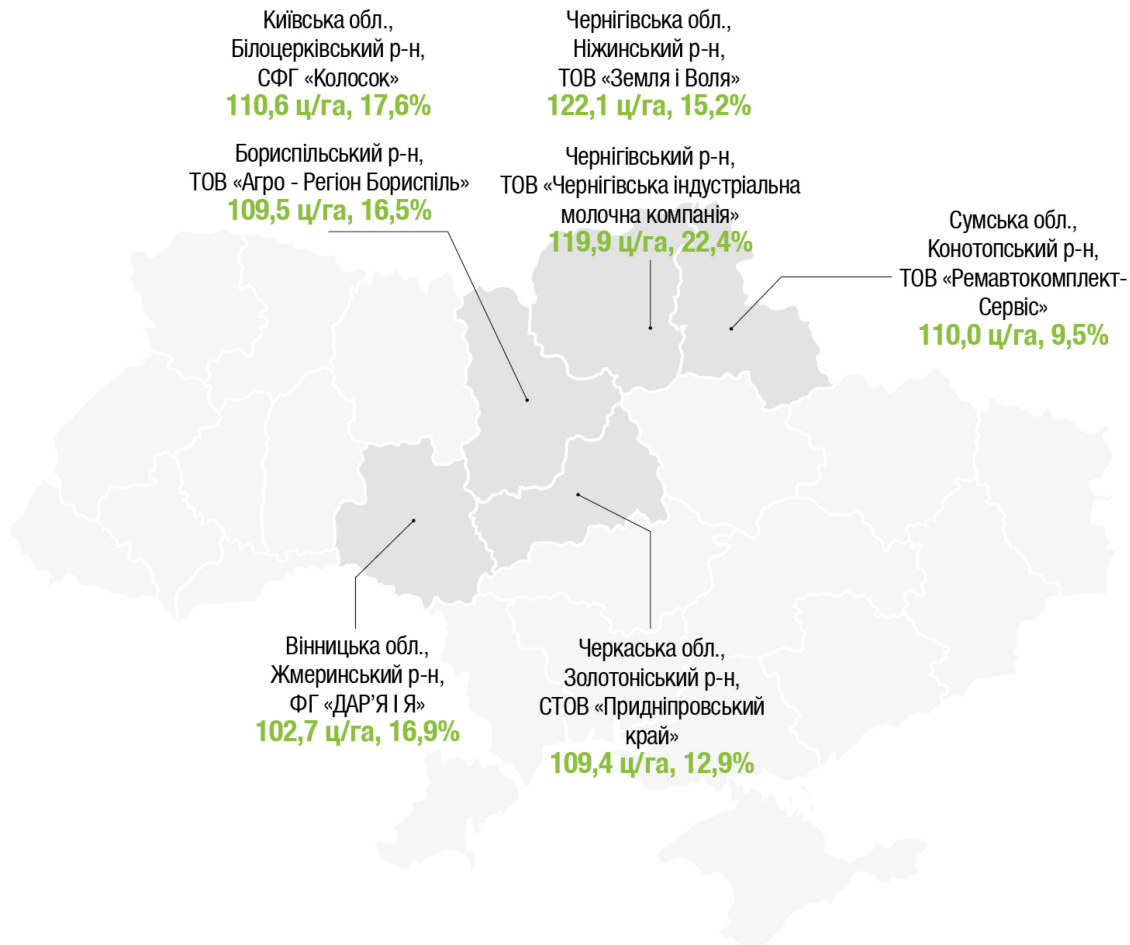 Київська обл.,
Білоцерківський р-н,
СФГ «Колосок»
110,6 ц/га, 17,6%
Бориспільський р-н,
ТОВ «Агро - Регіон Бориспіль»
109,5 ц/га, 16,5%
Чернігівська обл.,
Ніжинський р-н,
ТОВ «Земля і Воля»
122,1 ц/га, 15,2%
Чернігівський р-н,
ТОВ «Чернігівська індустріальна
молочна компанія»
119,9 ц/га, 22,4%
Сумська обл.,
Конотопський р-н,
ТОВ «Ремавтокомплект-
Сервіс»
110,0 ц/га, 9,5%
Вінницька обл.,
Жмеринський р-н,
ФГ «ДАР’Я І Я»
102,7 ц/га, 16,9%
Черкаська обл.,
Золотоніський р-н,
СТОВ «Придніпровський
край»
109,4 ц/га, 12,9%